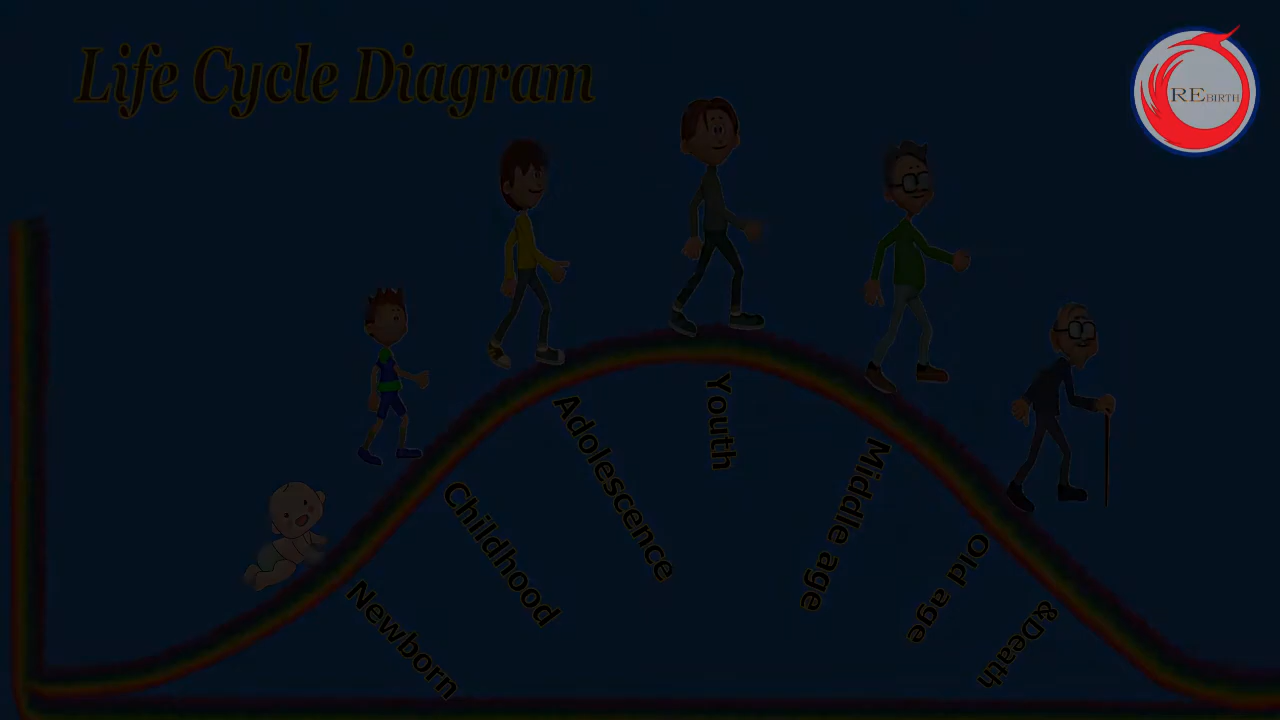 Life Cycle Diagram
REBIRTH
Newborn
Childhood
Adolescence
Youth
Middle age
Old age
&Death